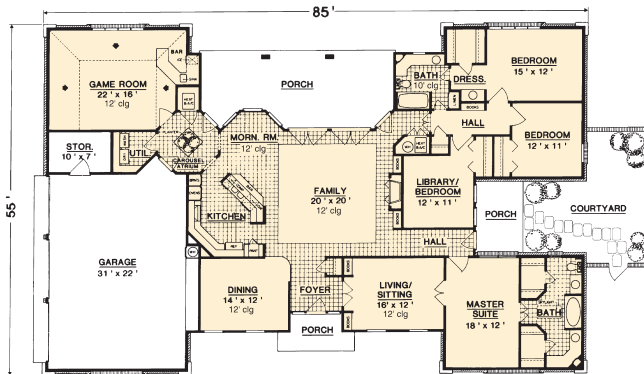 85'
55'
GAME ROOM
22' x 16'
12' clg
BAR
PORCH
BATH
10' clg
DRESS.
BEDROOM
15' x 12'
HALL
BEDROOM
12' x 11'
STOR.
10' x 7'
UTIL
CAROUSEL
ATRIUM
MORN. RM.
12' clg
FAMILY
20' x 20'
12' clg
LIBRARY/
BEDROOM
12' x 11'
BOOKS
BOOKS
KITCHEN
PORCH
COURTYARD
HALL
GARAGE
31' x 22'
DINING
14' x 12'
12' clg
FOYER
12' clg
BOOKS
LIVING/
SITTING
16' x 12'
12' clg
BOOKS
MASTER
SUITE
18' x 12'
BATH
PORCH